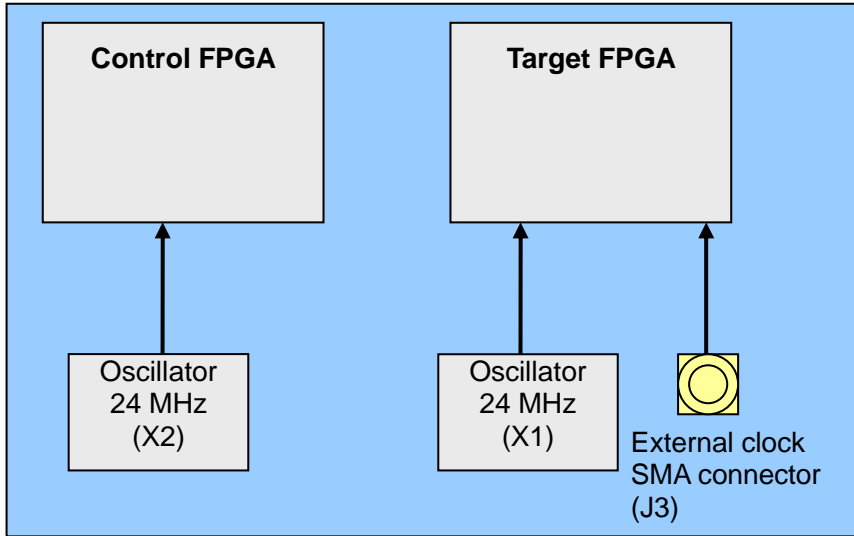 Control FPGA
Target FPGA
Oscillator
24 MHz
(X2)
Oscillator
24 MHz
(X1)
External clock
SMA connector
(J3)